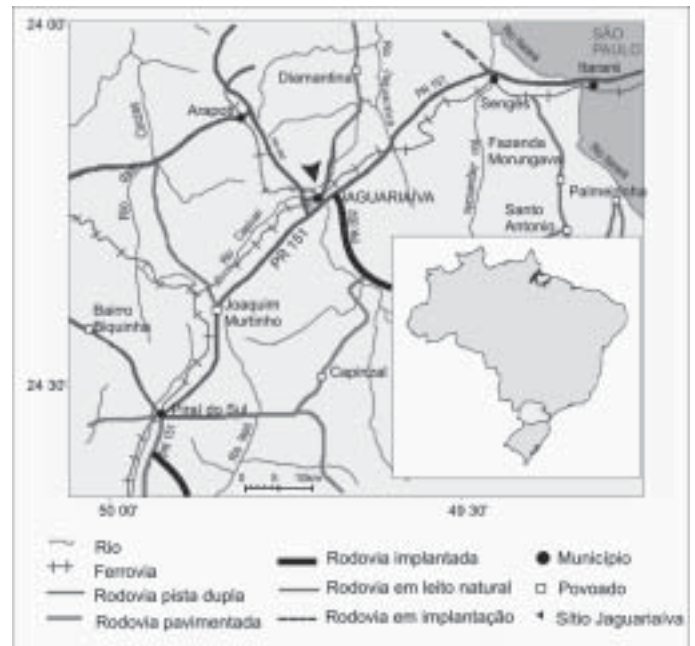 24 00'
SÃO
PAULO
Itararé
Diamantina
PR 151
Sengés
Arapoti
Fazenda
Morungava
Palmeirinha
JAGUARIAÍVA
Santo
Antonio
PR 151
Joaquim
Murtinho
Bairro
Biquinha
Capinzal
24 30'
Piraí do Sul
PR 151
0 5 10km
50 00'
49 30'
Rio
Ferrovia
Rodovia pista dupla
Rodovia pavimentada
Rodovia implantada
Rodovia em leito natural
Rodovia em implantação
Município
Povoado
Sítio Jaguariaíva